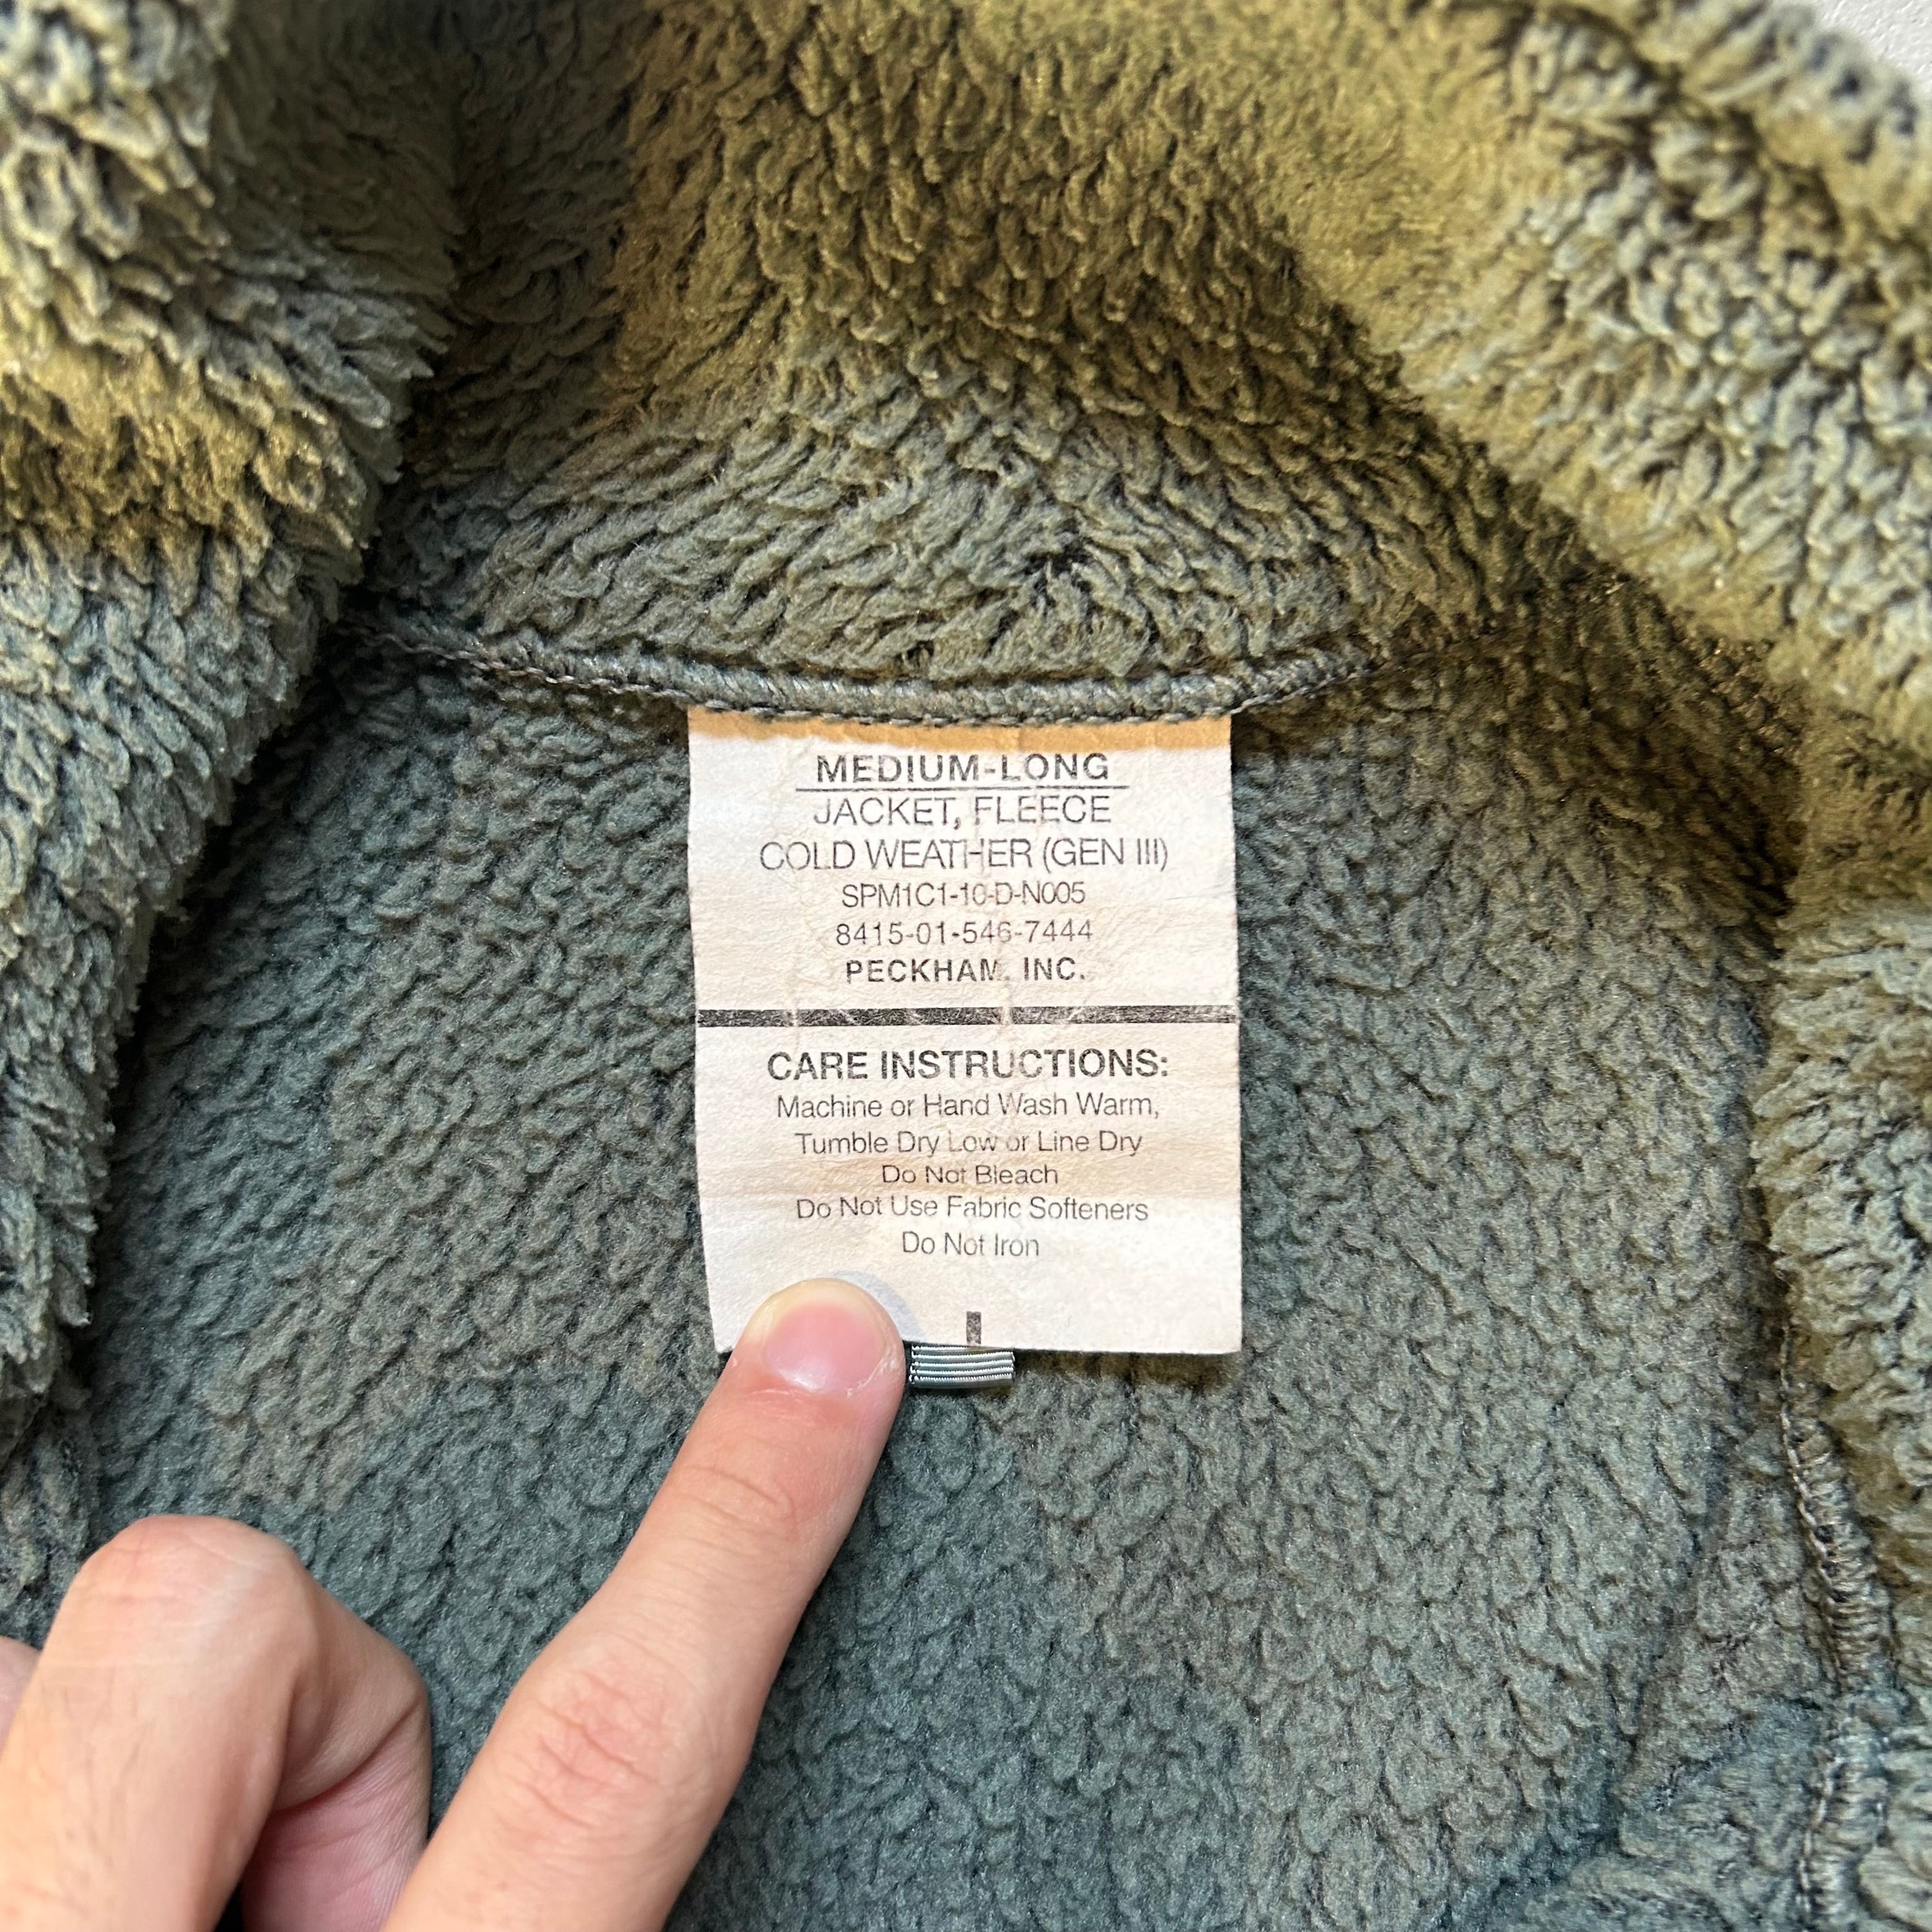 MEDIUM-LONG
JACKET, FLEECE
COLD WEATHER (GEN III)
SPM1C1-10-D-N005
8415-01-546-7444
PECKHAM. INC.
CARE INSTRUCTIONS:
Machine or Hand Wash Warm,
Tumble Dry Low or Line Dry
Do Not Bleach
Do Not Use Fabric Softeners
Do Not Iron